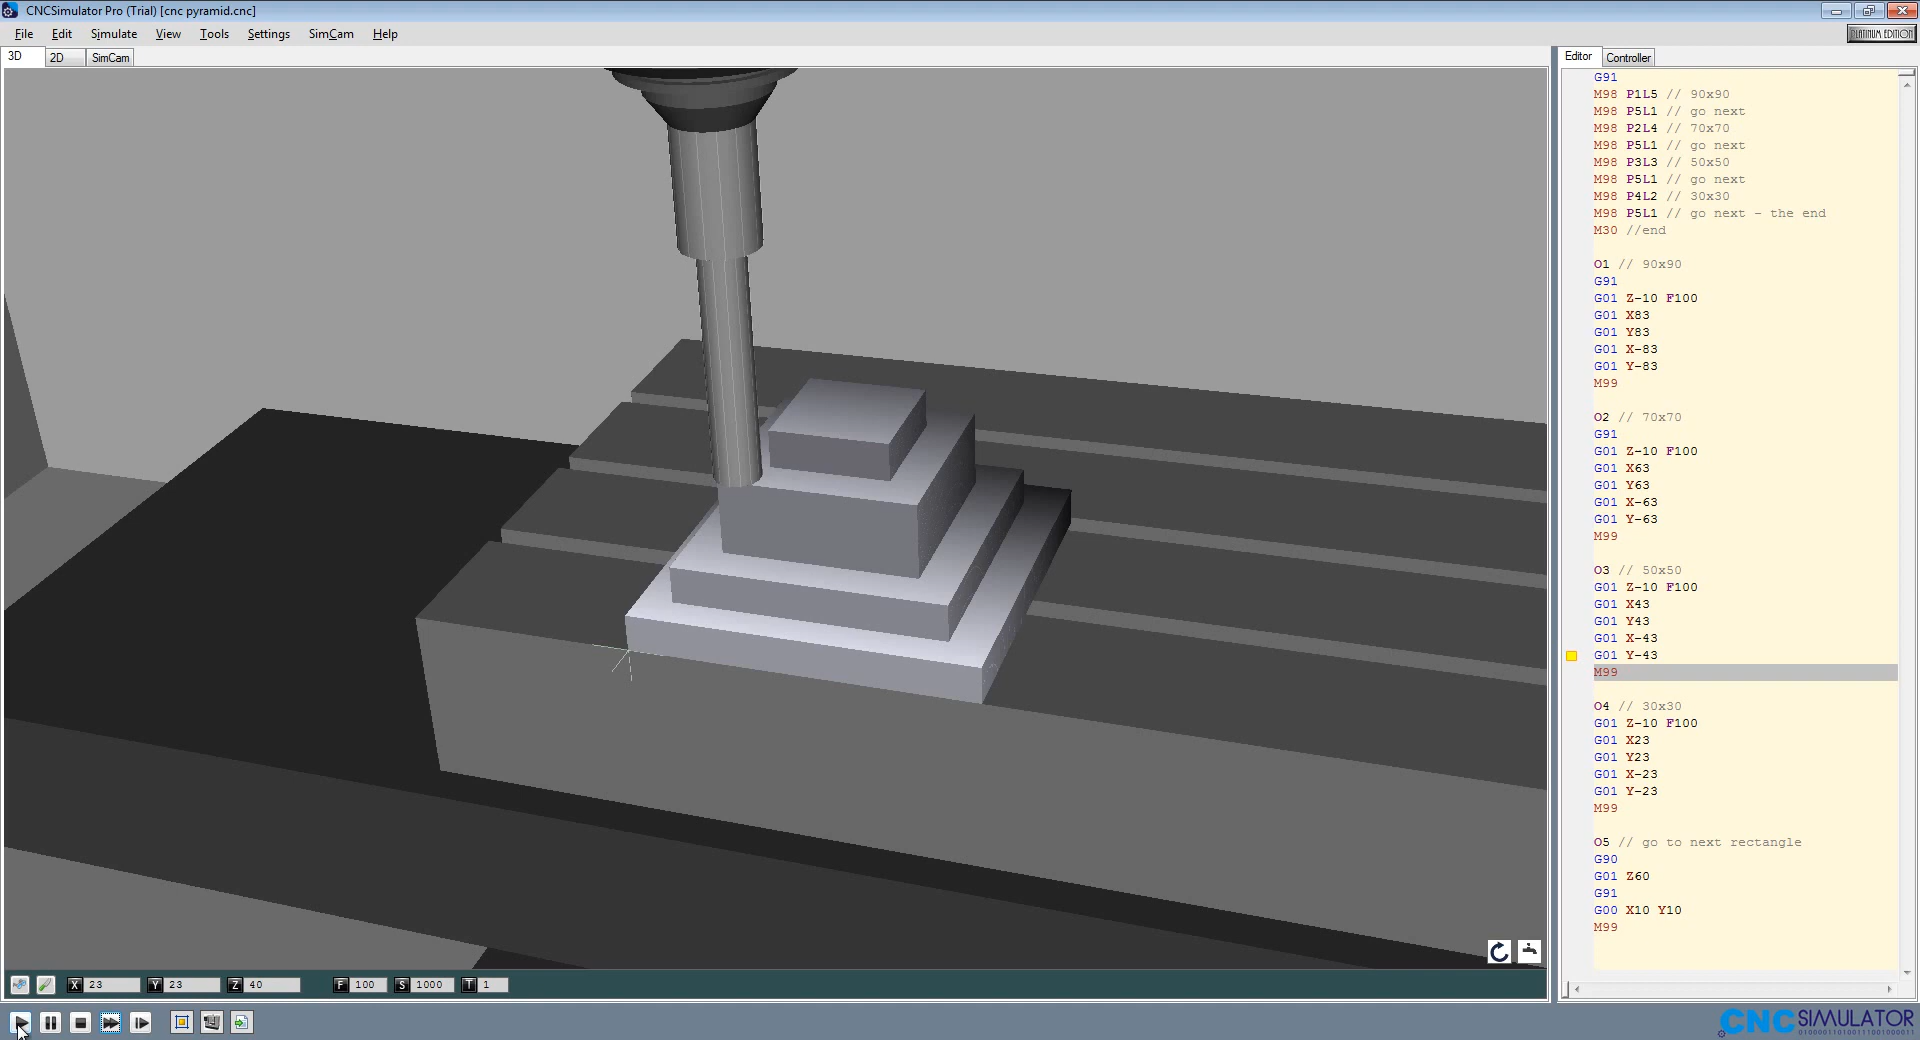 CNCSimulator Pro (Trial) [cnc pyramid.cnc]
File Edit Simulate View Tools Settings SimCam Help
PLATINUM EDITION
3D 2D SimCam
Editor Controller
G91
M98 P1L5 // 90x90
M98 P5L1 // go next
M98 P2L4 // 70x70
M98 P5L1 // go next
M98 P3L3 // 50x50
M98 P5L1 // go next
M98 P4L2 // 30x30
M98 P5L1 // go next - the end
M30 //end
O1 // 90x90
G91
G01 Z-10 F100
G01 X83
G01 Y83
G01 X-83
G01 Y-83
M99
O2 // 70x70
G91
G01 Z-10 F100
G01 X63
G01 Y63
G01 X-63
G01 Y-63
M99
O3 // 50x50
G01 Z-10 F100
G01 X43
G01 Y43
G01 X-43
G01 Y-43
M99
O4 // 30x30
G01 Z-10 F100
G01 X23
G01 Y23
G01 X-23
G01 Y-23
M99
O5 // go to next rectangle
G90
G01 Z60
G91
G00 X10 Y10
M99
X 23 Y 23 Z 40 F 100 S 1000 T 1
CNC SIMULATOR